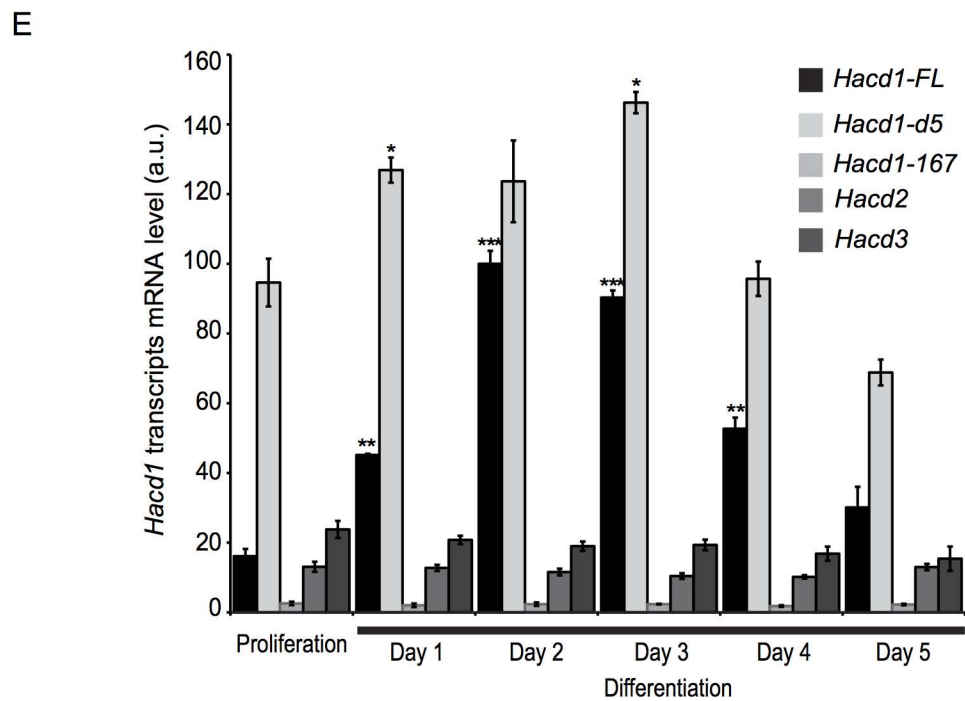 E
Hacd1 transcripts mRNA level (a.u.)
160
140
120
100
80
60
40
20
0
*
*
***
***
**
**
Hacd1-FL
Hacd1-d5
Hacd1-167
Hacd2
Hacd3
Proliferation
Day 1
Day 2
Day 3
Day 4
Day 5
Differentiation